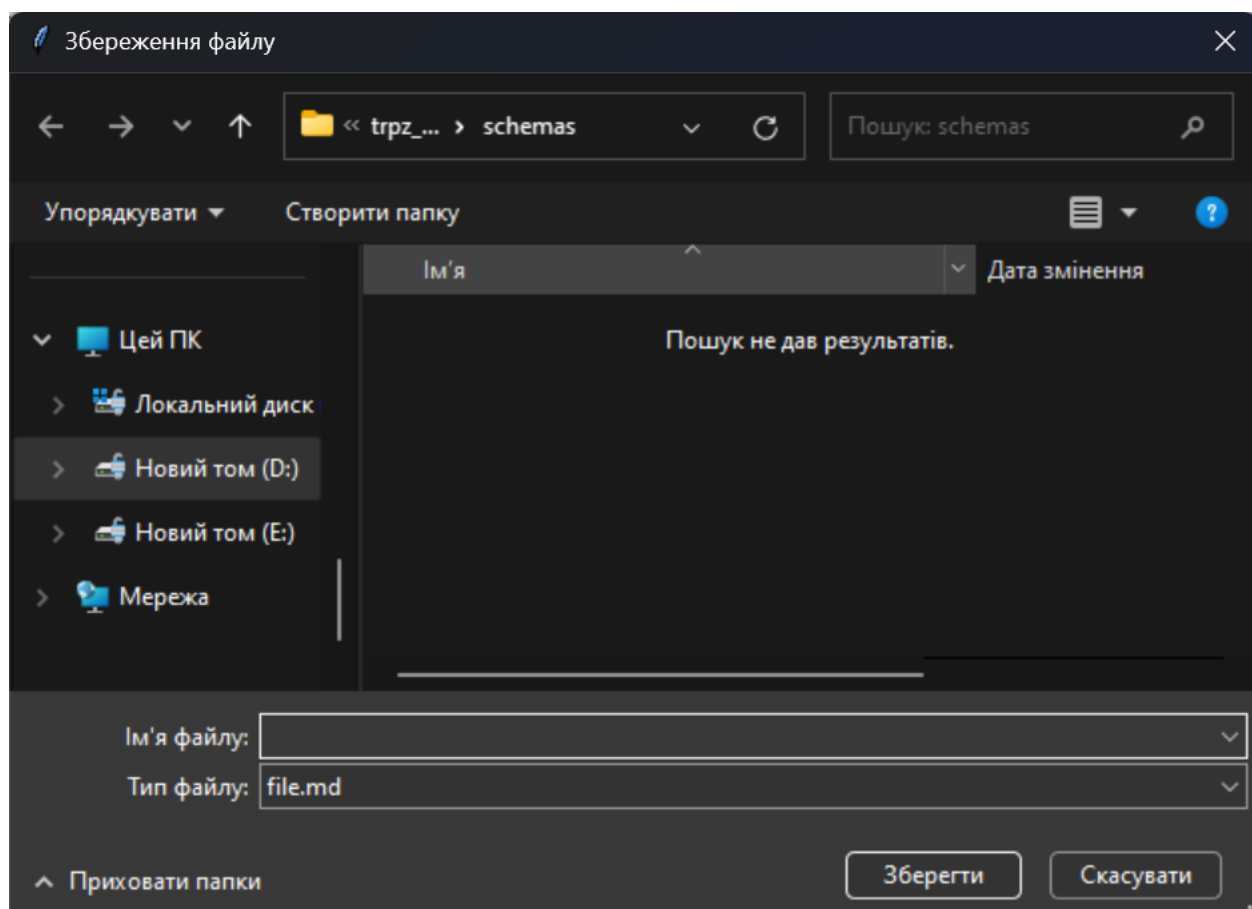 Збереження файлу
« trpz_... › schemas
Пошук: schemas
Упорядкувати
Створити папку
Ім'я
Дата змінення
Цей ПК
Пошук не дав результатів.
Локальний диск
Новий том (D:)
Новий том (E:)
Мережа
Ім'я файлу:
Тип файлу: file.md
Приховати папки
Зберегти
Скасувати